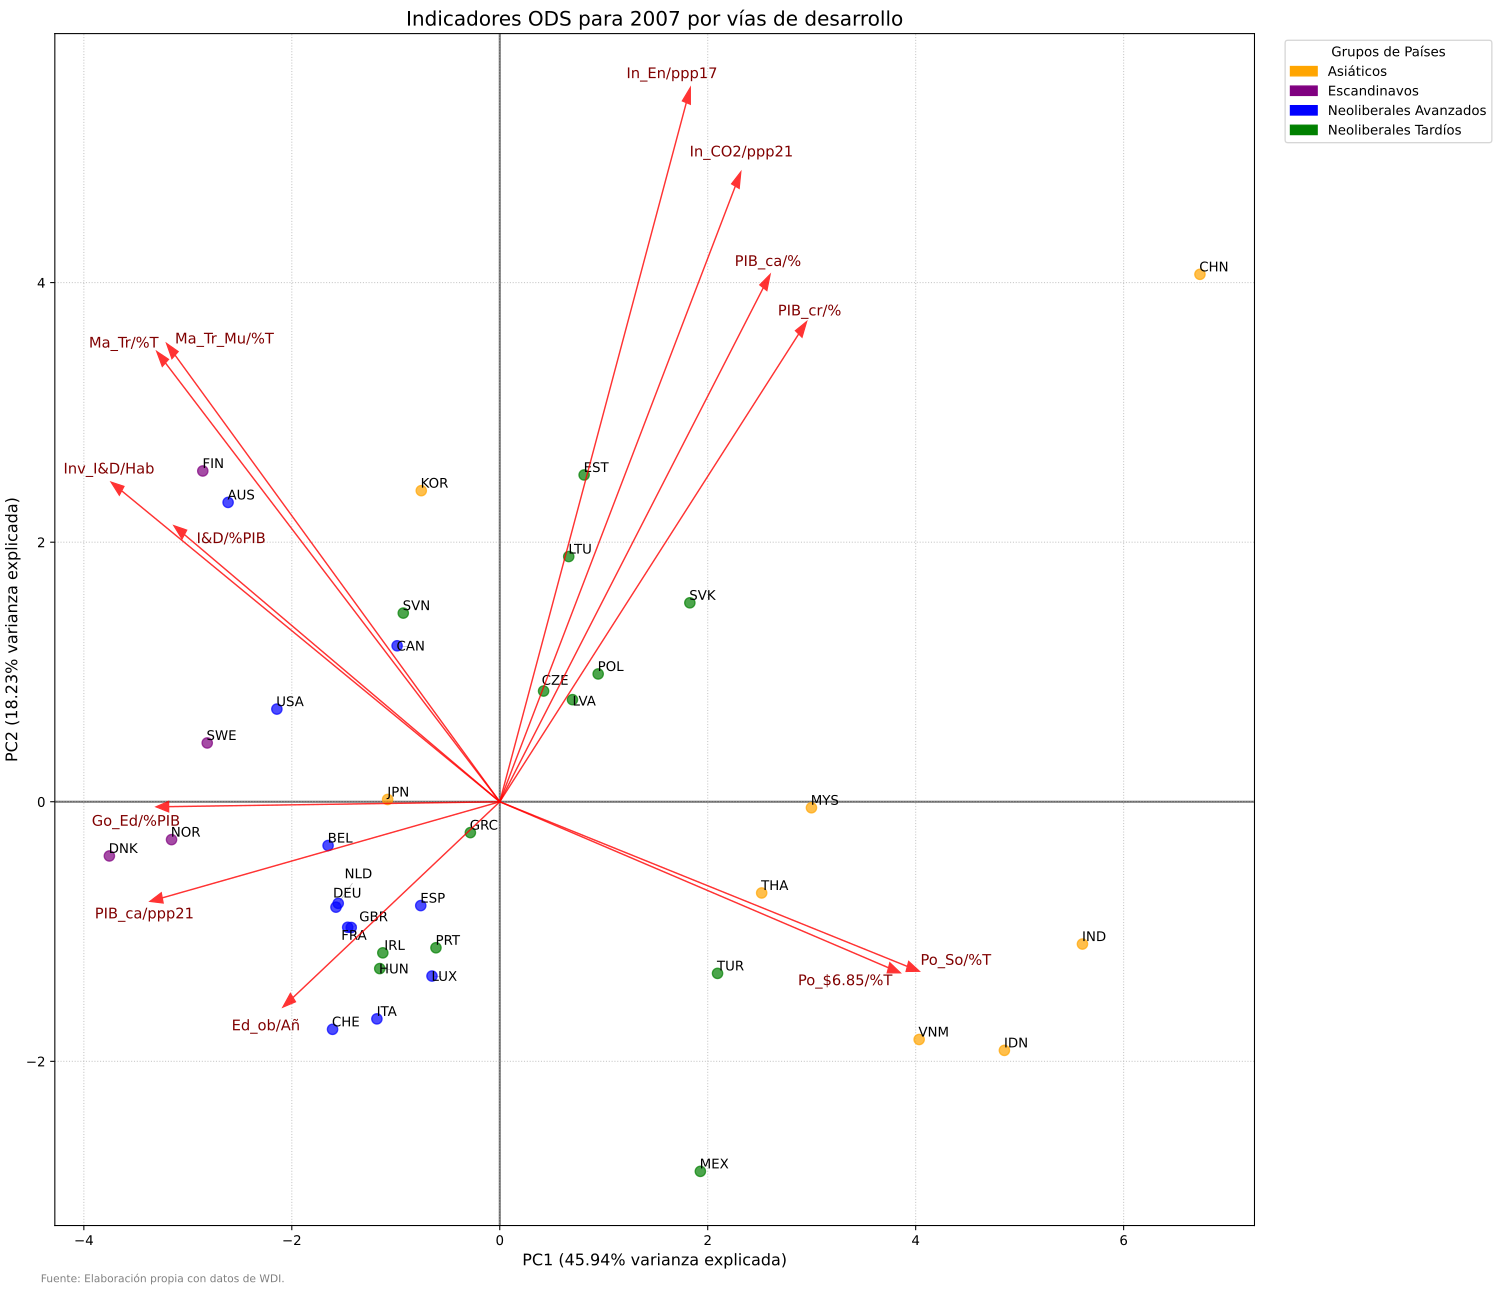 Indicadores ODS para 2007 por vías de desarrollo
Grupos de Países
Asiáticos
Escandinavos
Neoliberales Avanzados
Neoliberales Tardíos
In_En/ppp17
In_CO2/ppp21
PIB_ca/%
CHN
PIB_cr/%
Ma_Tr/%T
Ma_Tr_Mu/%T
FIN
Inv_I&D/Hab
EST
KOR
AUS
I&D/%PIB
LTU
SVN
SVK
CAN
POL
CZE
USA
LVA
SWE
JPN
MYS
Go_Ed/%PIB
NOR
GRC
BEL
DNK
NLD
THA
DEU
ESP
PIB_ca/ppp21
GBR
FRA
IND
PRT
IRL
Po_So/%T
TUR
HUN
LUX
Po_$6.85/%T
ITA
Ed_ob/Añ
CHE
VNM
IDN
MEX
4
2
0
−2
PC2 (18.23% varianza explicada)
−4
−2
0
2
4
6
PC1 (45.94% varianza explicada)
Fuente: Elaboración propia con datos de WDI.